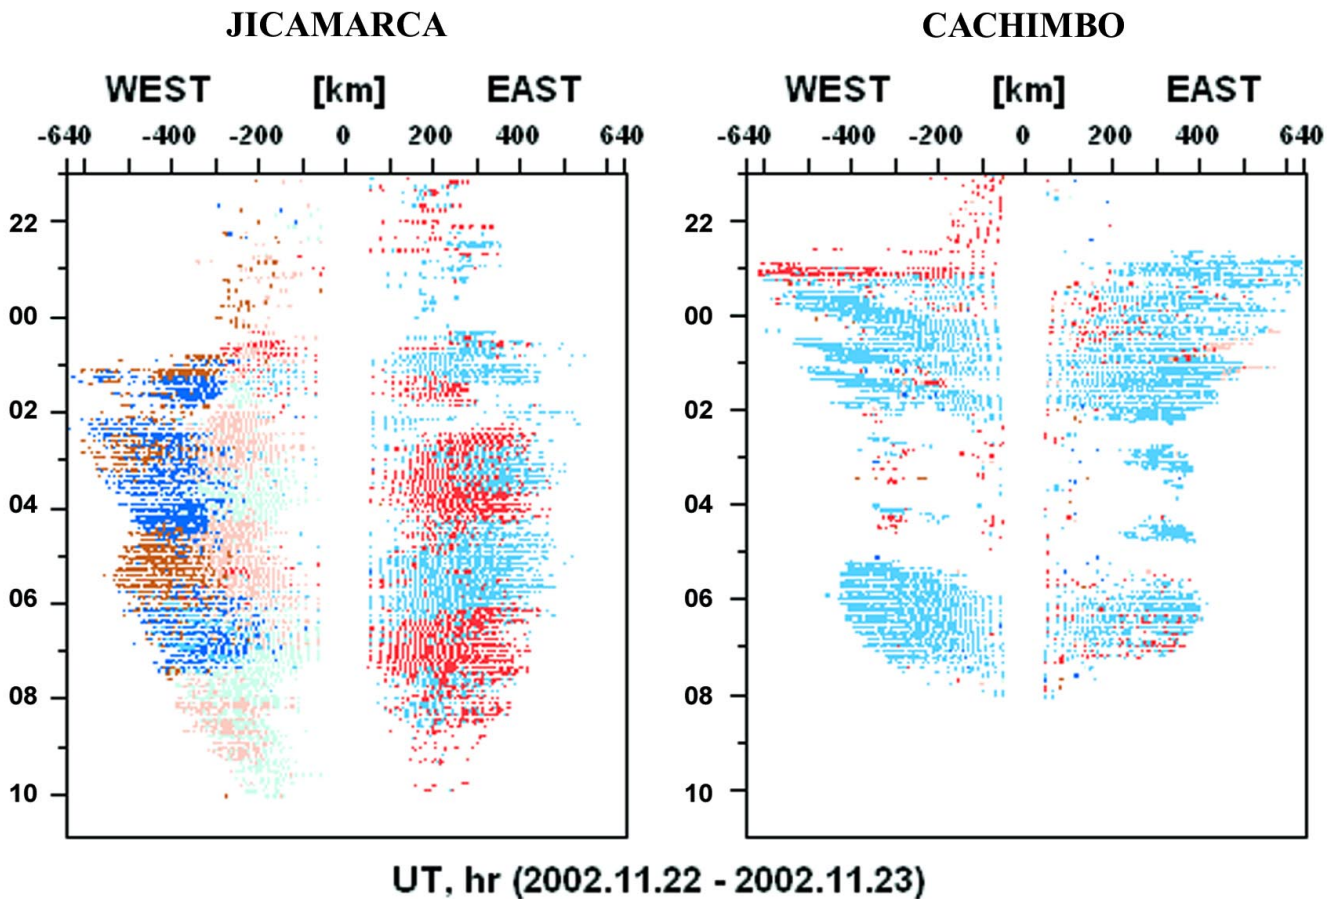 JICAMARCA CACHIMBO
WEST [km] EAST WEST [km] EAST
-640 -400 -200 0 200 400 640 -640 -400 -200 0 200 400 640
22 22
00 00
02 02
04 04
06 06
08 08
10 10
UT, hr (2002.11.22 - 2002.11.23)